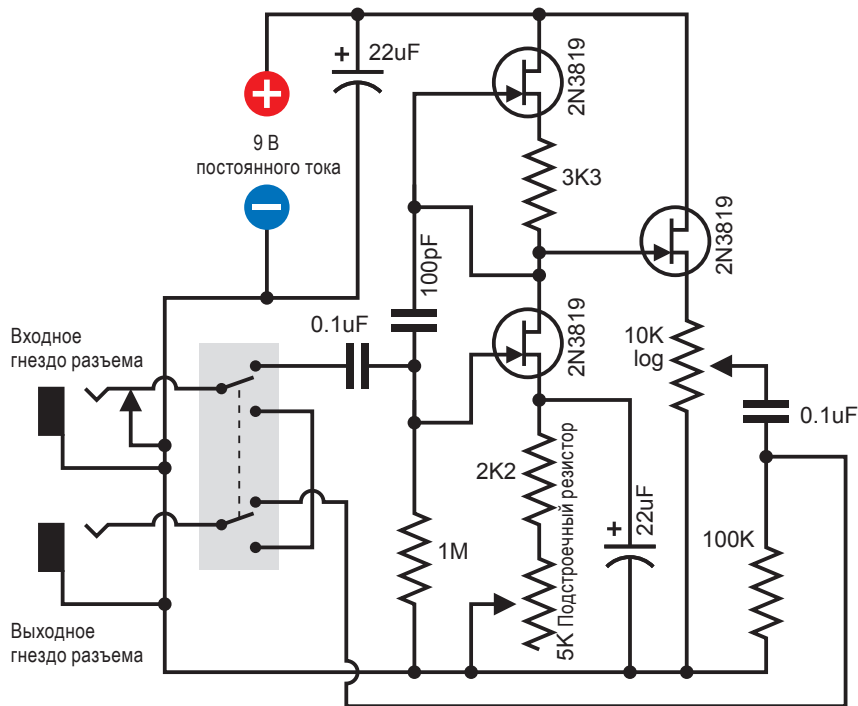 +
22uF
2N3819
9 В
постоянного тока
3K3
2N3819
100pF
0.1uF
Входное
гнездо разъема
2N3819
10K
log
0.1uF
2K2
5K Подстроечный резистор
+
22uF
1M
100K
Выходное
гнездо разъема